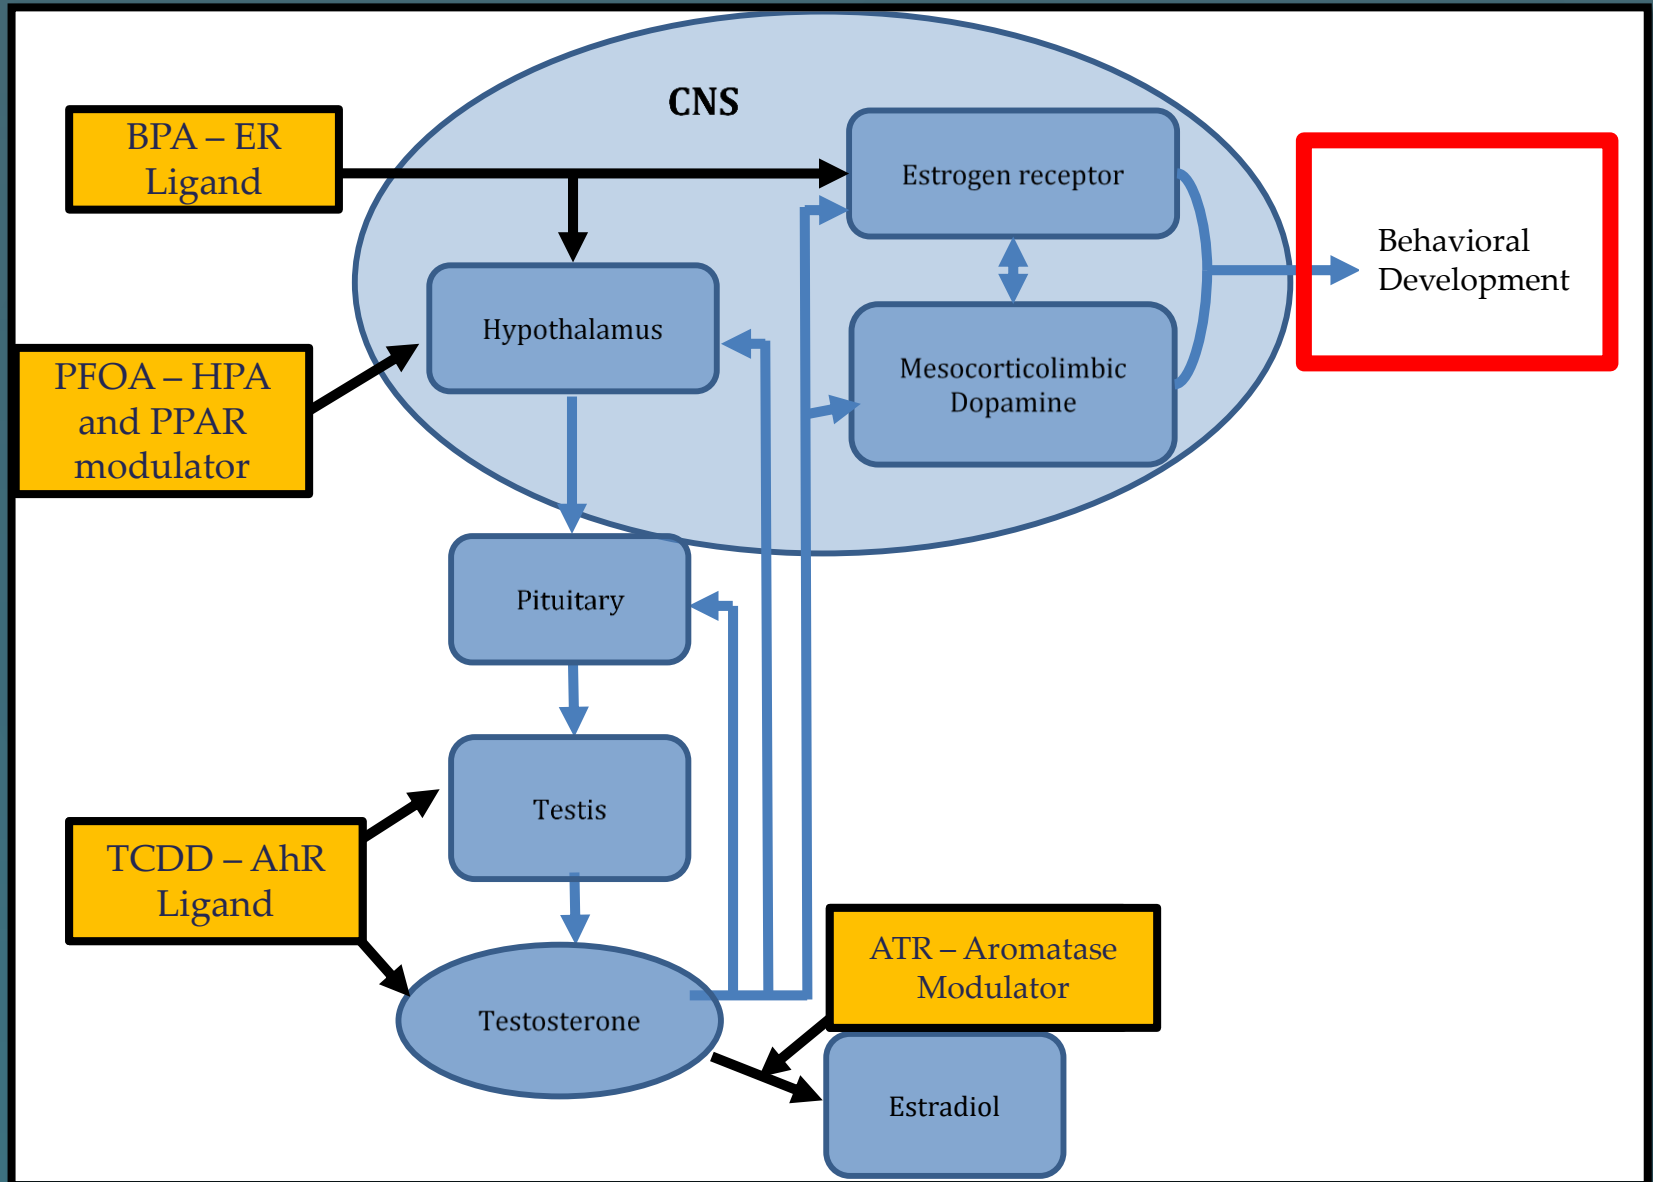 CNS
BPA – ER
Ligand
Estrogen receptor
Behavioral
Development
Hypothalamus
Mesocorticolimbic
Dopamine
PFOA – HPA
and PPAR
modulator
Pituitary
Testis
TCDD – AhR
Ligand
ATR – Aromatase
Modulator
Testosterone
Estradiol